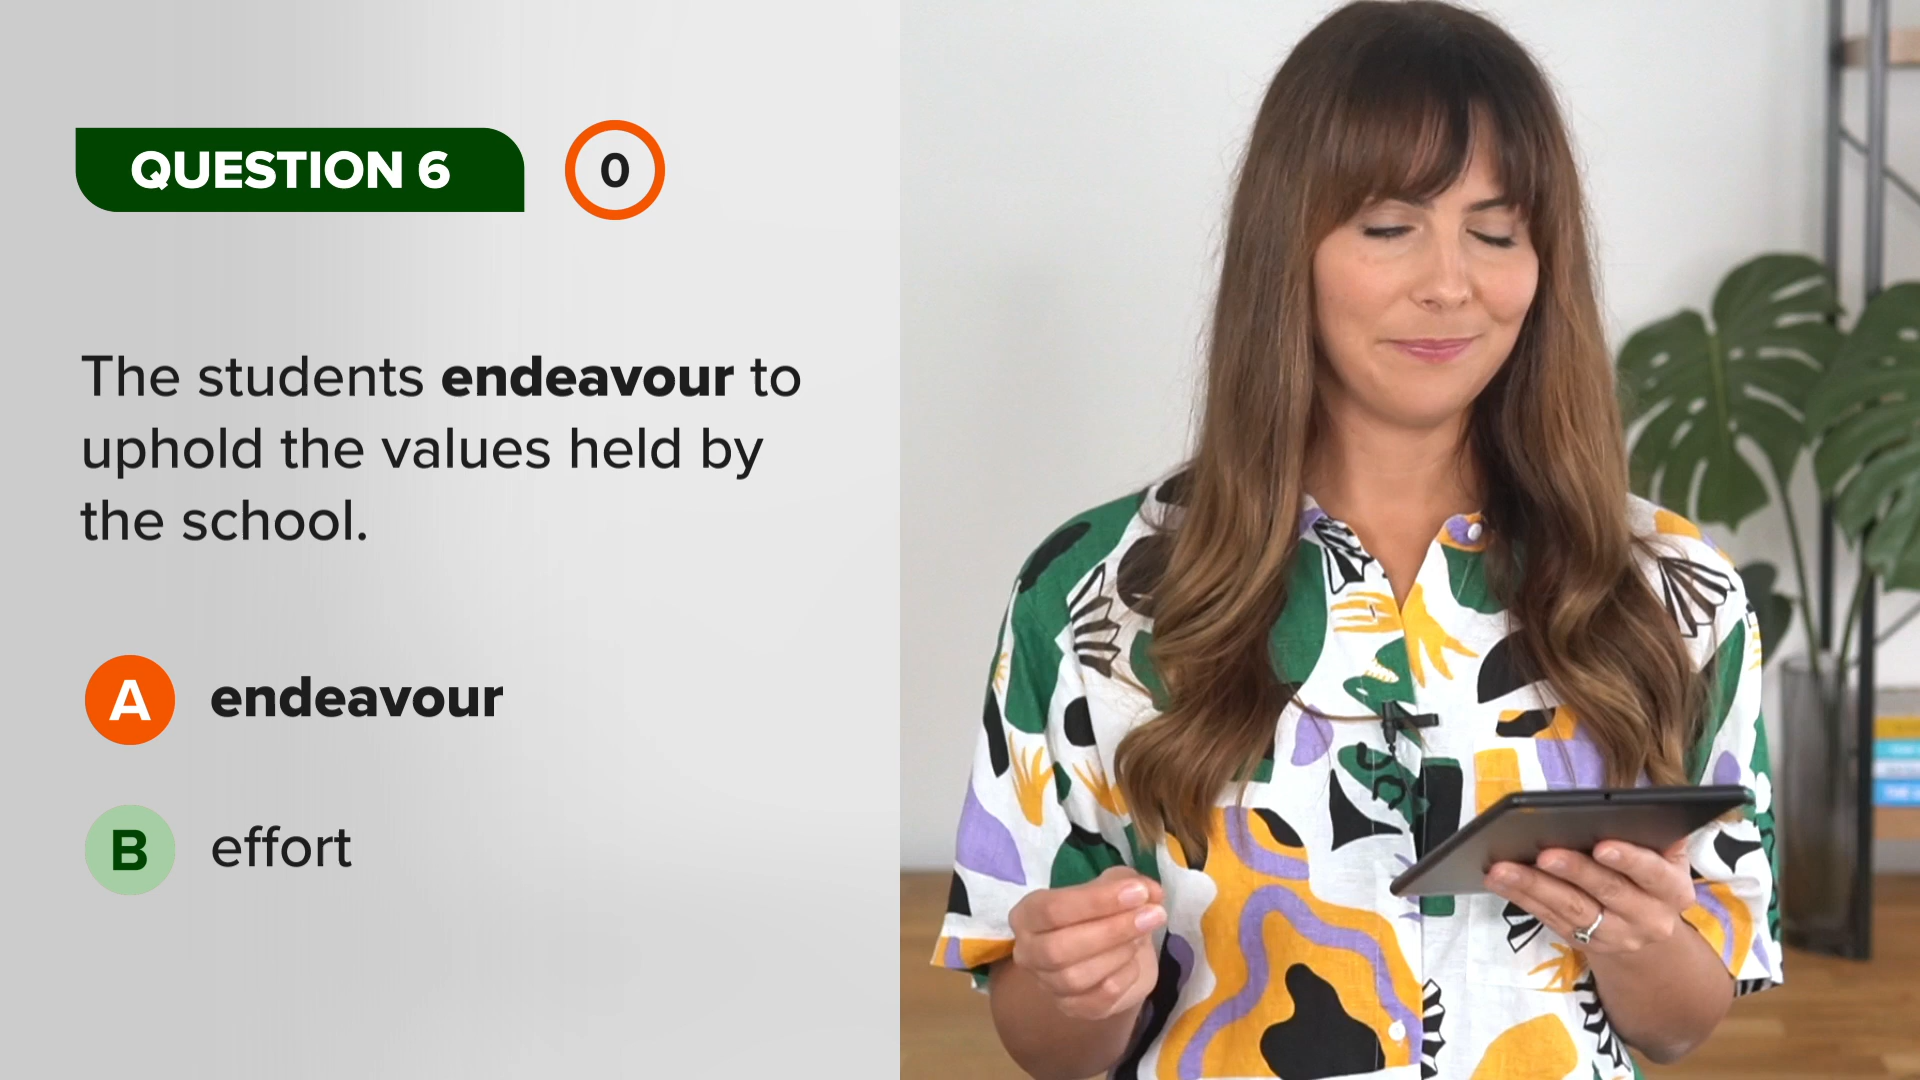 QUESTION 6
0
The students endeavour to
uphold the values held by
the school.
A endeavour
B effort